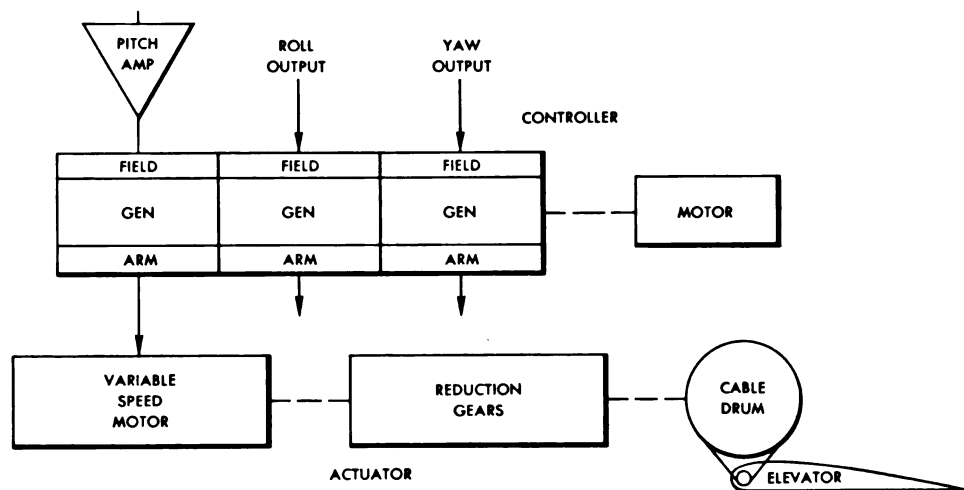 PITCH
AMP
ROLL
OUTPUT
YAW
OUTPUT
CONTROLLER
FIELD FIELD FIELD
GEN GEN GEN
MOTOR
ARM ARM ARM
VARIABLE
SPEED
MOTOR
REDUCTION
GEARS
CABLE
DRUM
ACTUATOR
ELEVATOR